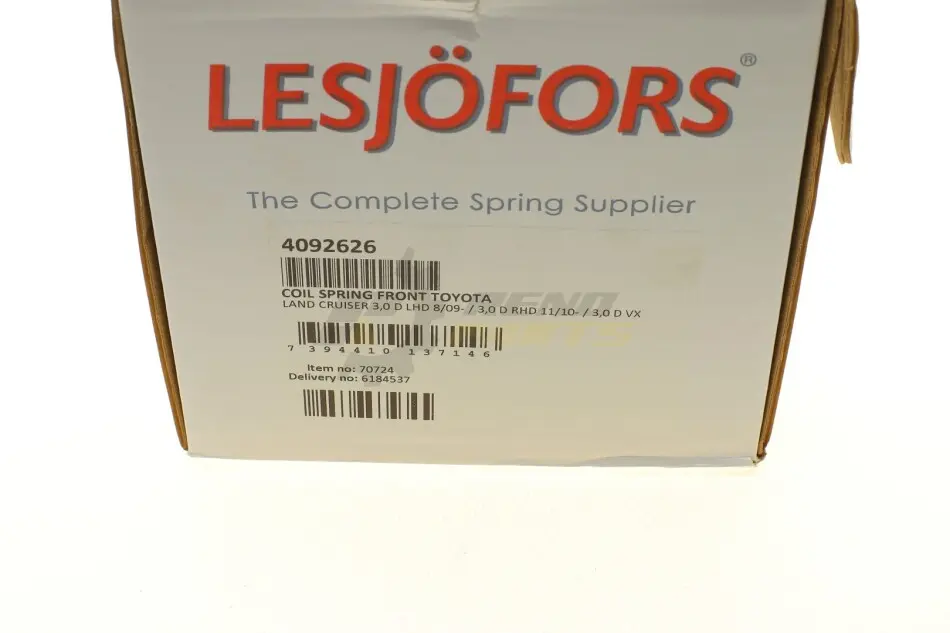 LESJÖFORS®
The Complete Spring Supplier
4092626
COIL SPRING FRONT TOYOTA
LAND CRUISER 3,0 D LHD 8/09- / 3,0 D RHD 11/10- / 3,0 D VX
7 394410 137146
Item no: 70724
Delivery no: 6184537